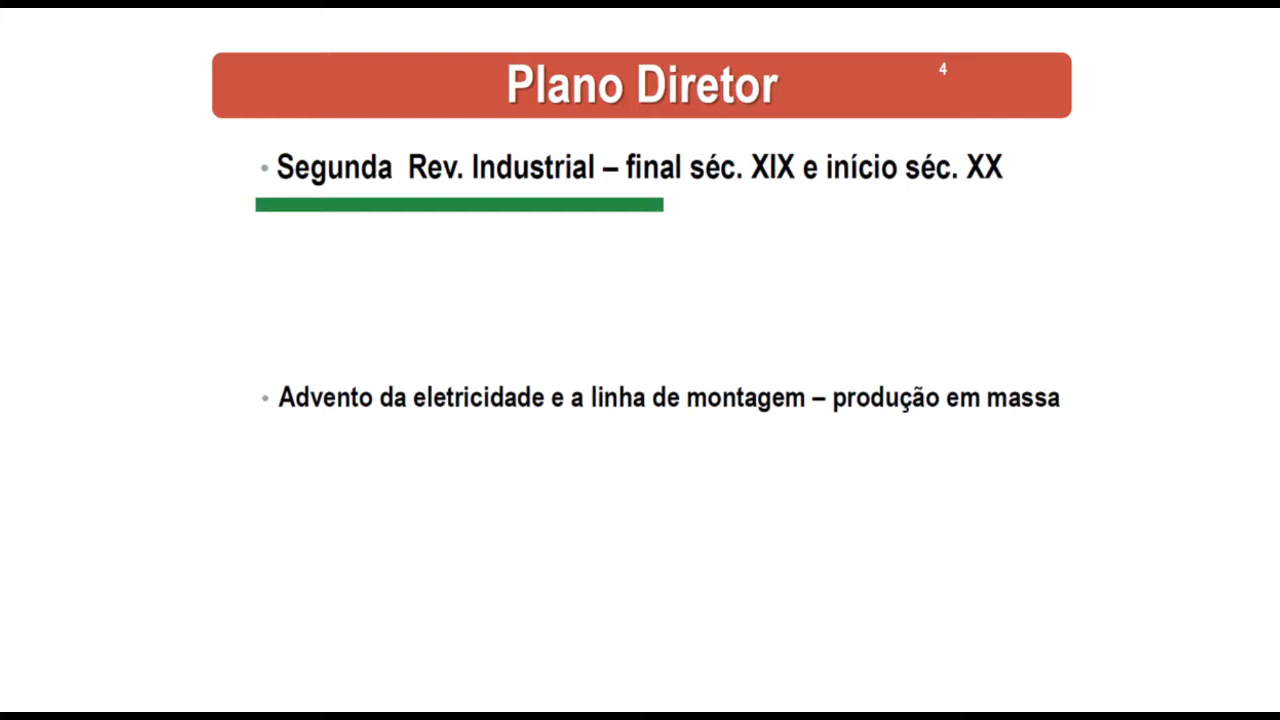 Plano Diretor
4
• Segunda  Rev. Industrial – final séc. XIX e início séc. XX
• Advento da eletricidade e a linha de montagem – produção em massa